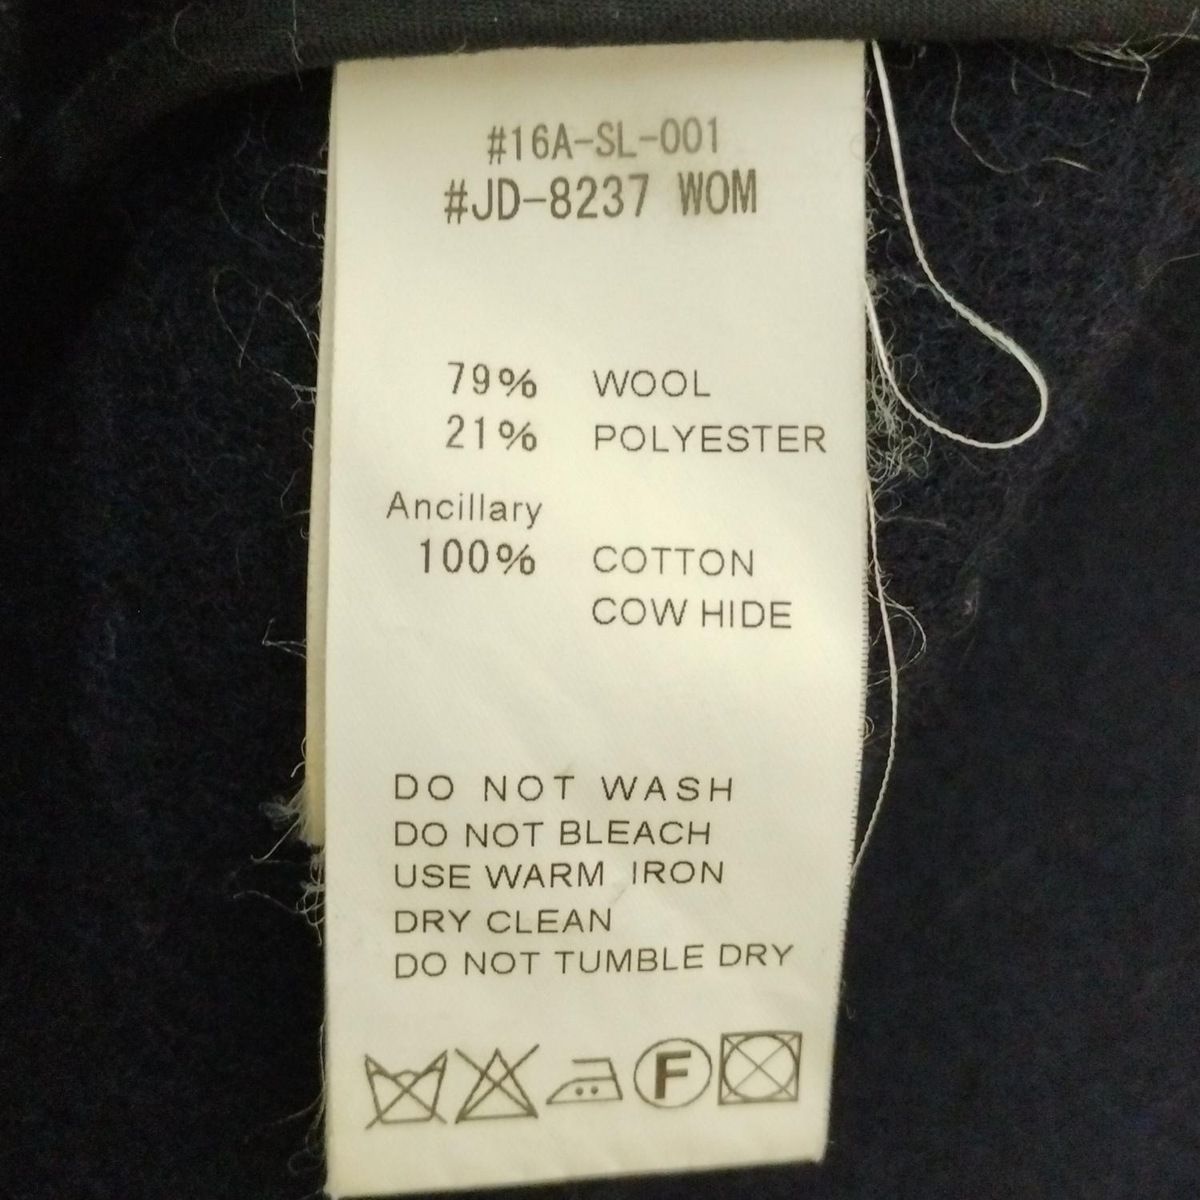 #16A-SL-001
#JD-8237 WOM
79% WOOL
21% POLYESTER
Ancillary
100% COTTON
COW HIDE
DO NOT WASH
DO NOT BLEACH
USE WARM IRON
DRY CLEAN
DO NOT TUMBLE DRY
F